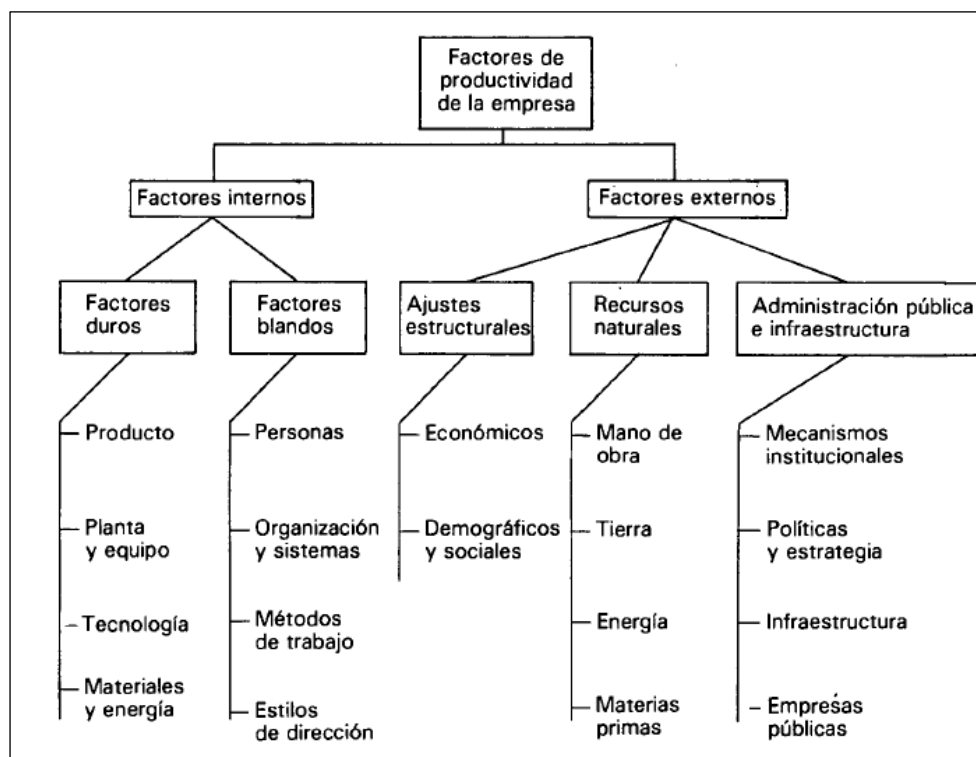 Factores de
productividad
de la empresa
Factores internos
Factores externos
Factores
duros
Factores
blandos
Ajustes
estructurales
Recursos
naturales
Administración pública
e infraestructura
Producto
Planta
y equipo
Tecnología
Materiales
y energía
Personas
Organización
y sistemas
Métodos
de trabajo
Estilos
de dirección
Económicos
Demográficos
y sociales
Mano de
obra
Tierra
Energía
Materias
primas
Mecanismos
institucionales
Políticas
y estrategia
Infraestructura
Empresas
públicas